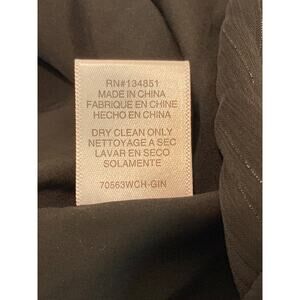 RN#134851
MADE IN CHINA
FABRIQUE EN CHINE
HECHO EN CHINA
DRY CLEAN ONLY
NETTOYAGE A SEC
LAVAR EN SECO
SOLAMENTE
70563WCH-GIN